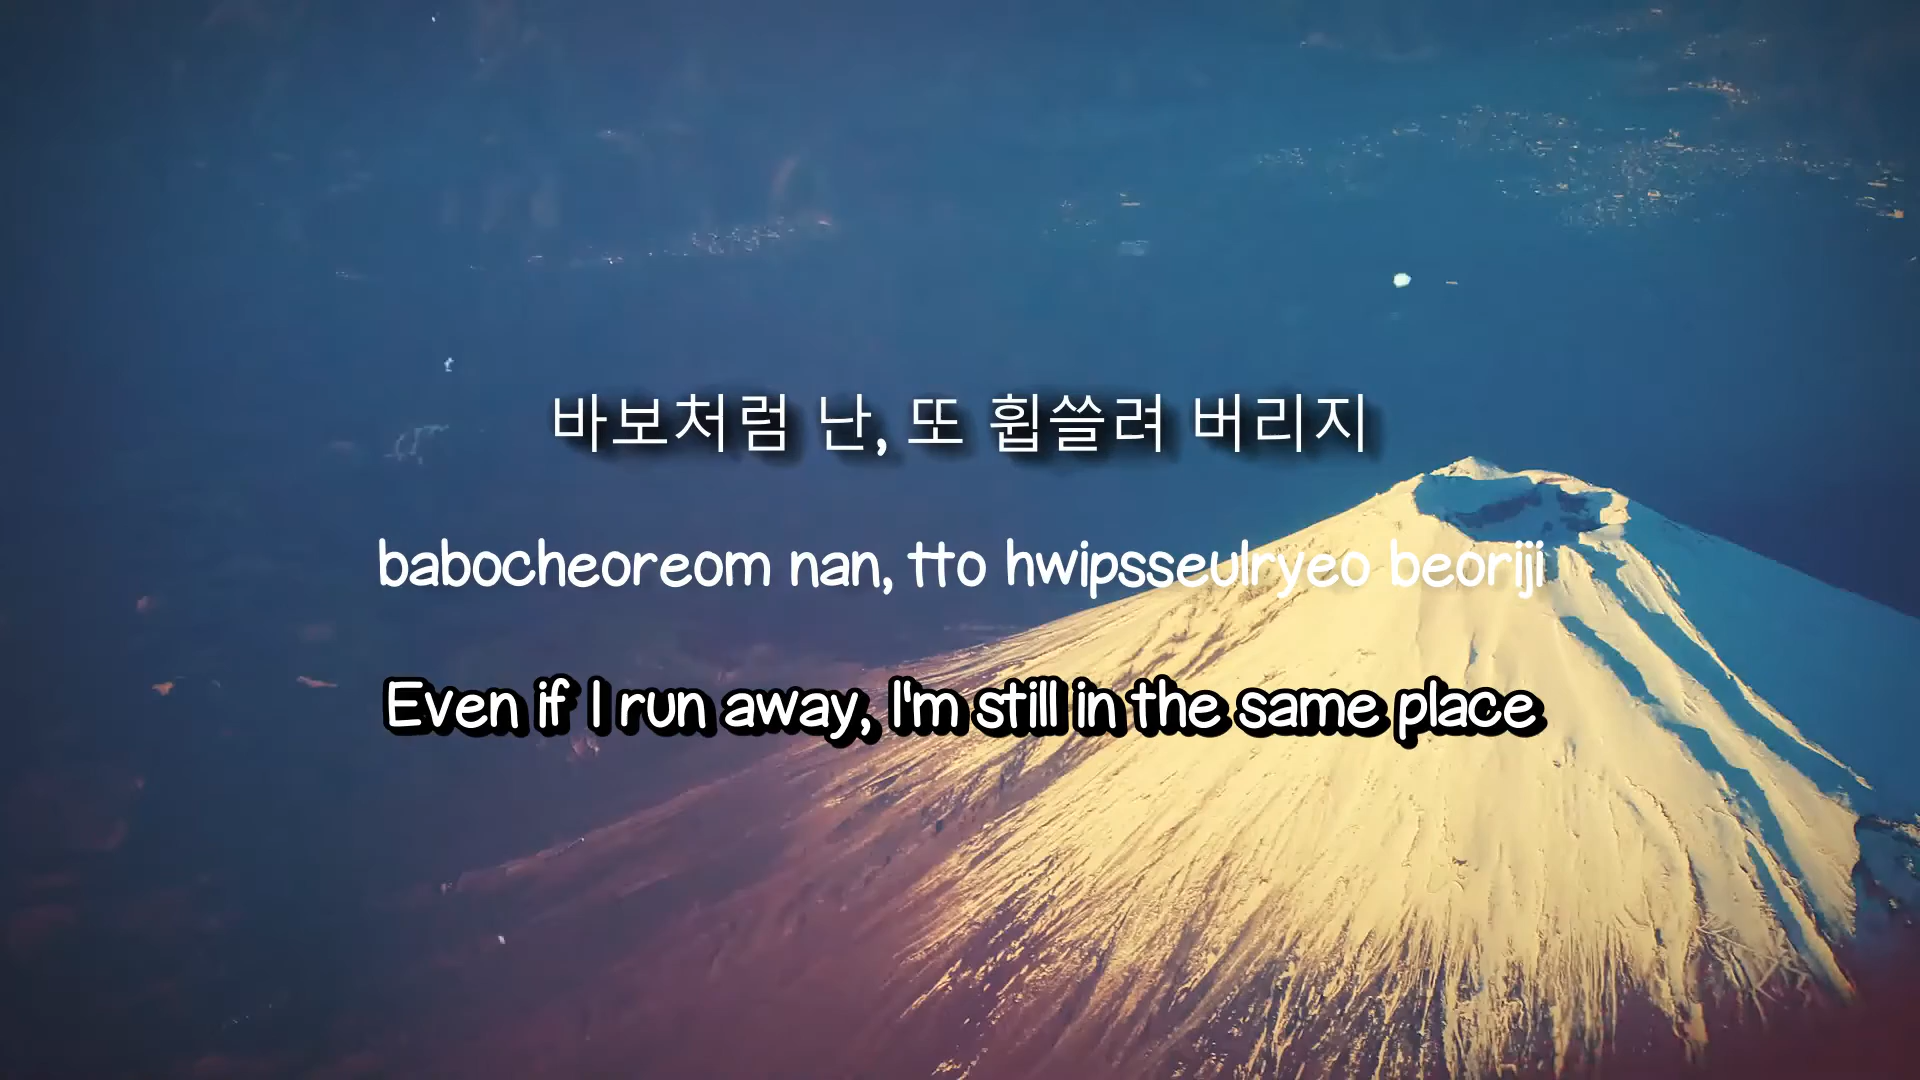 바보처럼 난, 또 휩쓸려 버리지
babocheoreom nan, tto hwipsseulryeo beoriji
Even if I run away, I'm still in the same place